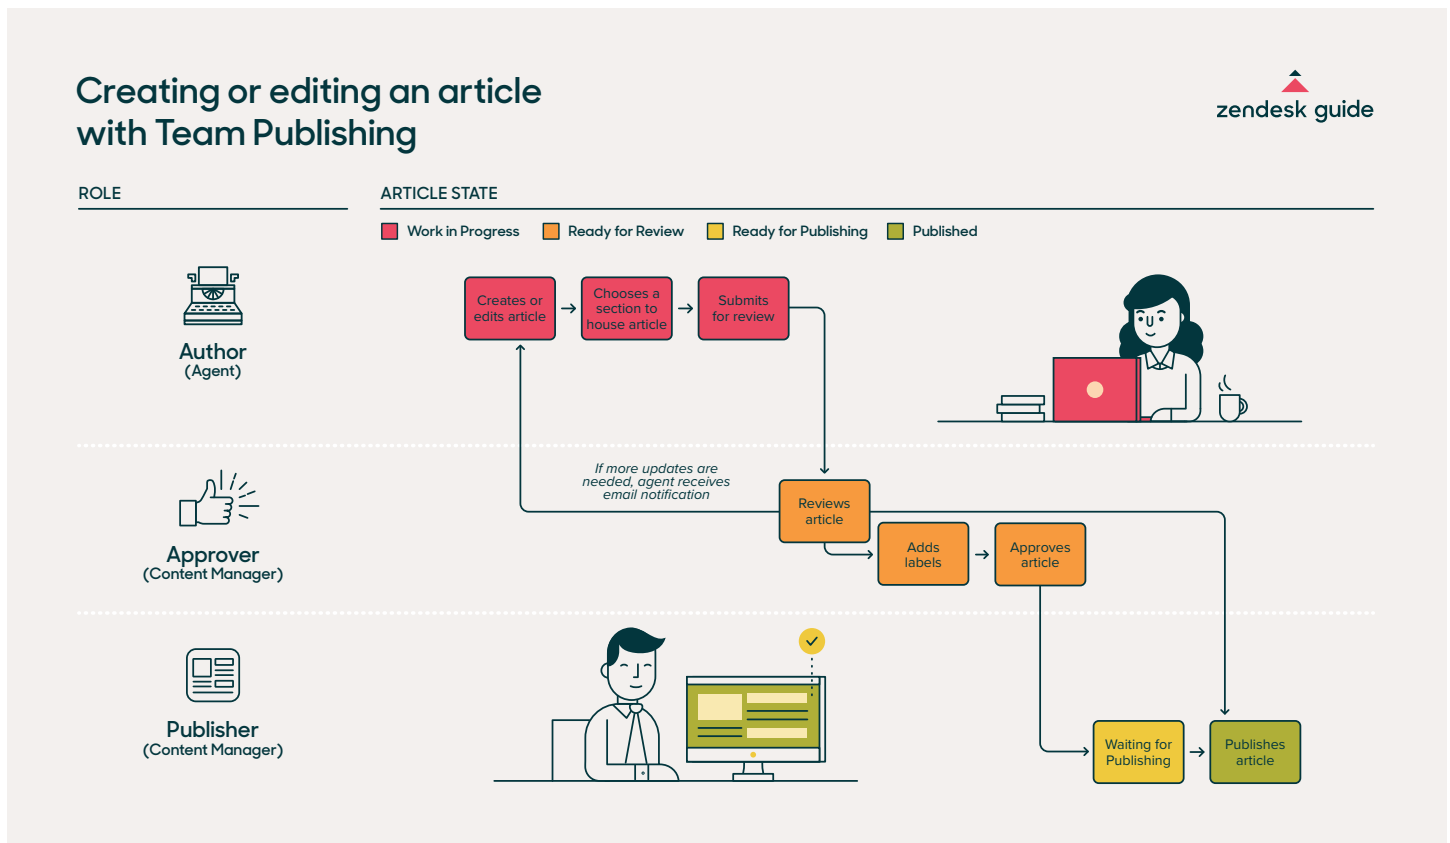 Creating or editing an article
with Team Publishing
zendesk guide
ROLE
ARTICLE STATE
Work in Progress
Ready for Review
Ready for Publishing
Published
Author
(Agent)
Creates or
edits article
Chooses a
section to
house article
Submits
for review
Approver
(Content Manager)
If more updates are
needed, agent receives
email notification
Reviews
article
Adds
labels
Approves
article
Publisher
(Content Manager)
Waiting for
Publishing
Publishes
article